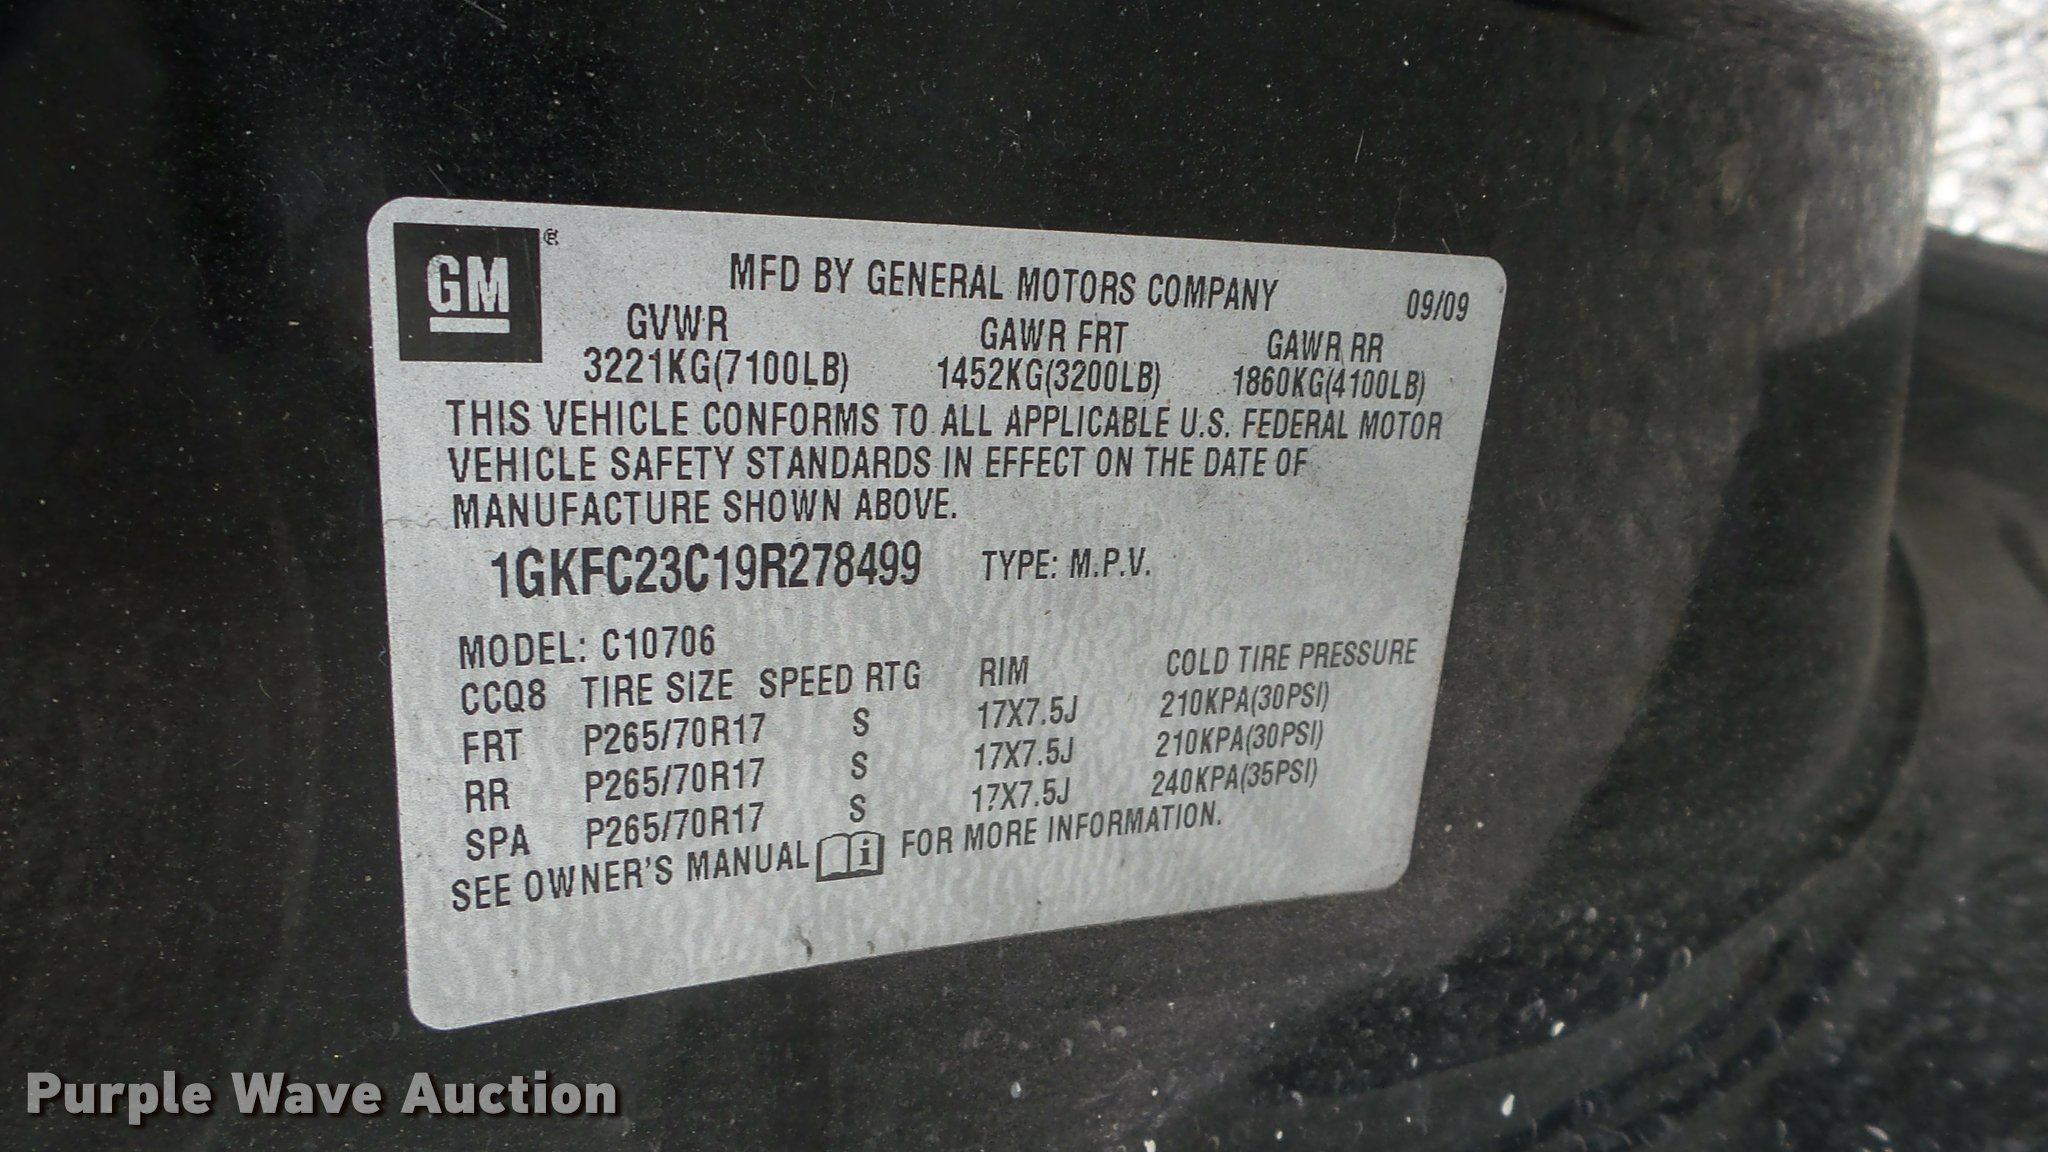 GM ®
MFD BY GENERAL MOTORS COMPANY 09/09
GVWR GAWR FRT GAWR RR
3221KG(7100LB) 1452KG(3200LB) 1860KG(4100LB)
THIS VEHICLE CONFORMS TO ALL APPLICABLE U.S. FEDERAL MOTOR
VEHICLE SAFETY STANDARDS IN EFFECT ON THE DATE OF
MANUFACTURE SHOWN ABOVE.
1GKFC23C19R278499 TYPE: M.P.V.
MODEL: C10706
CCQ8 TIRE SIZE SPEED RTG RIM COLD TIRE PRESSURE
FRT P265/70R17 S 17X7.5J 210KPA(30PSI)
RR P265/70R17 S 17X7.5J 210KPA(30PSI)
SPA P265/70R17 S 17X7.5J 240KPA(35PSI)
SEE OWNER'S MANUAL i FOR MORE INFORMATION.
Purple Wave Auction